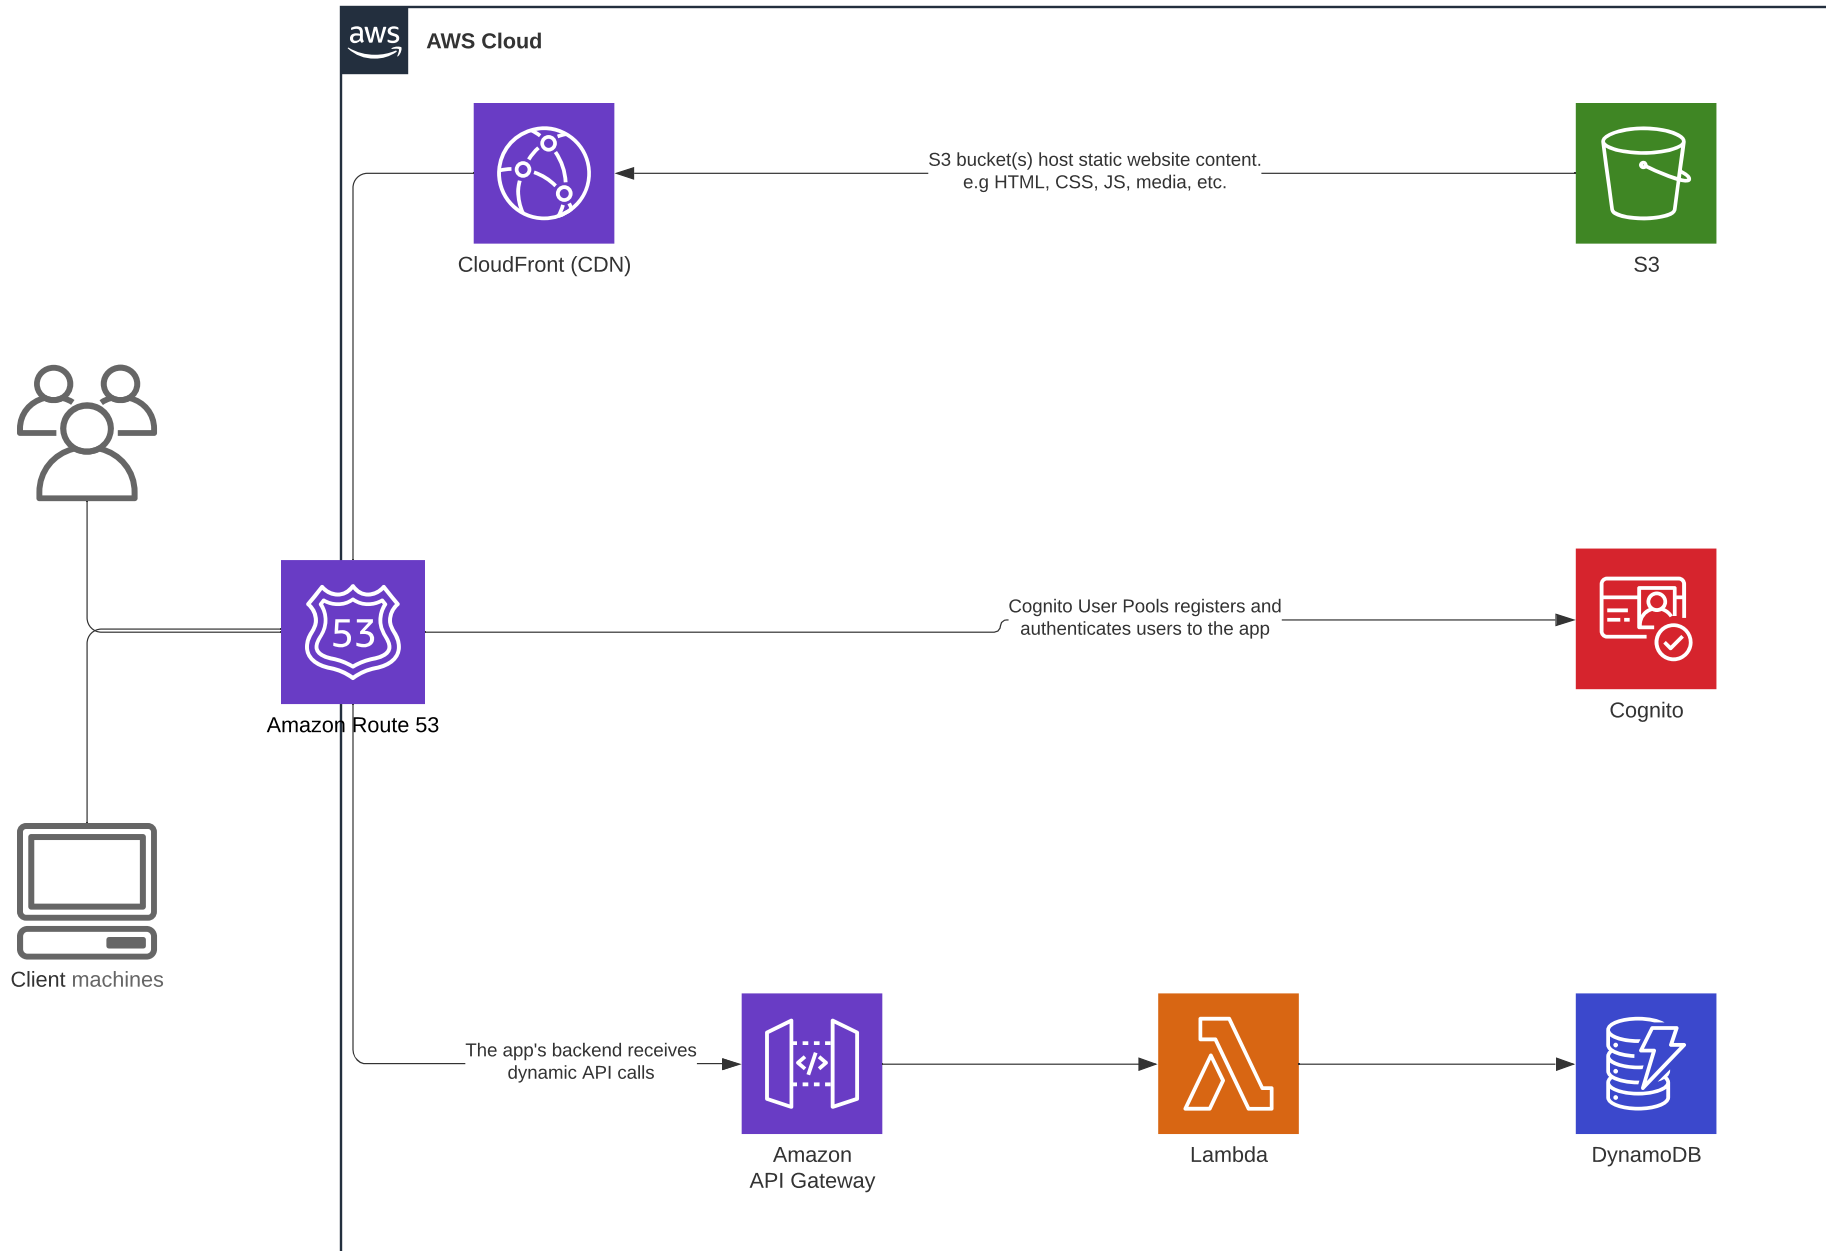 aws
AWS Cloud
S3 bucket(s) host static website content.
e.g HTML, CSS, JS, media, etc.
CloudFront (CDN)
S3
Cognito User Pools registers and
authenticates users to the app
53
Amazon Route 53
Cognito
Client machines
The app's backend receives
dynamic API calls
</>
Amazon
API Gateway
Lambda
DynamoDB